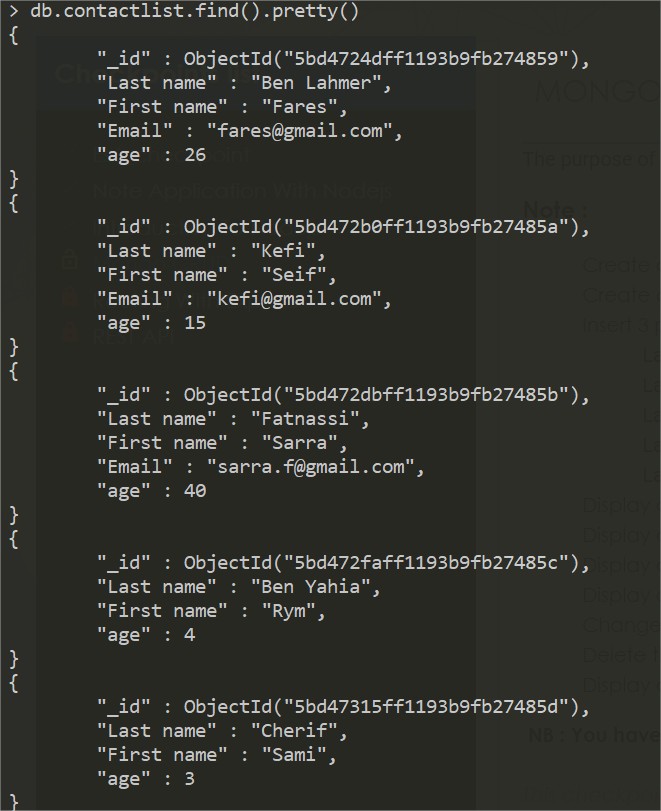 > db.contactlist.find().pretty()
{
"_id" : ObjectId("5bd4724dff1193b9fb274859"),
"Last name" : "Ben Lahmer",
"First name" : "Fares",
"Email" : "fares@gmail.com",
"age" : 26
}
{
"_id" : ObjectId("5bd472b0ff1193b9fb27485a"),
"Last name" : "Kefi",
"First name" : "Seif",
"Email" : "kefi@gmail.com",
"age" : 15
}
{
"_id" : ObjectId("5bd472dbff1193b9fb27485b"),
"Last name" : "Fatnassi",
"First name" : "Sarra",
"Email" : "sarra.f@gmail.com",
"age" : 40
}
{
"_id" : ObjectId("5bd472faff1193b9fb27485c"),
"Last name" : "Ben Yahia",
"First name" : "Rym",
"age" : 4
}
{
"_id" : ObjectId("5bd47315ff1193b9fb27485d"),
"Last name" : "Cherif",
"First name" : "Sami",
"age" : 3
}
MONGO
The purpose of
Note :
Create
Create
Insert 3
Display
Display
Display
Display
Delete
Display
NB : You have